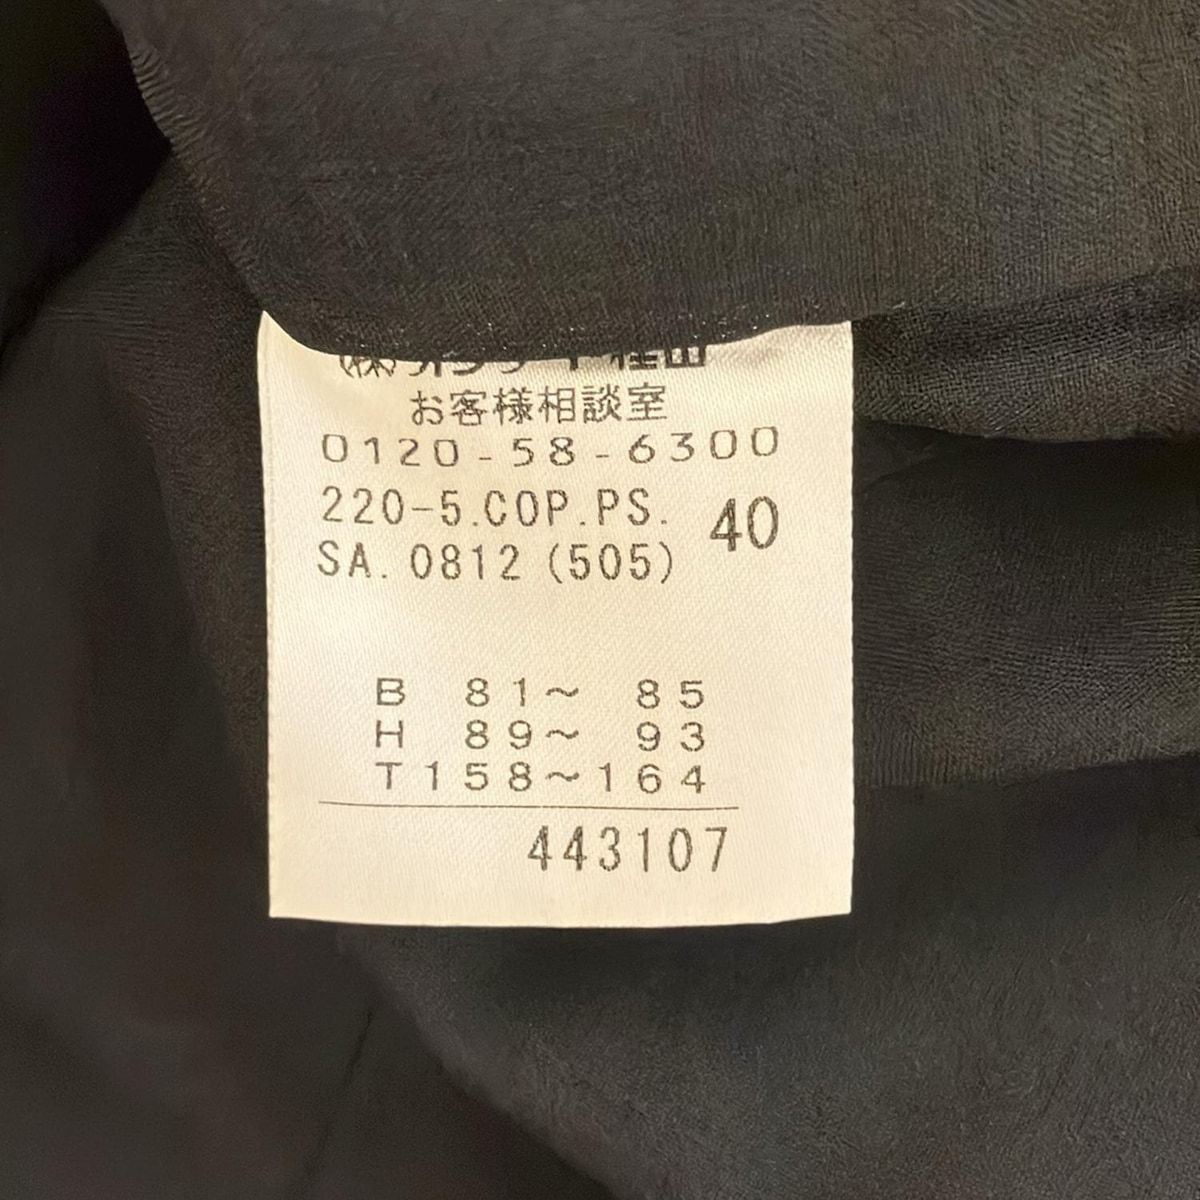 お客様相談室
0120-58-6300
220-5.COP.PS. 40
SA. 0812 (505)
B 81～ 85
H 89～ 93
T158～164
443107